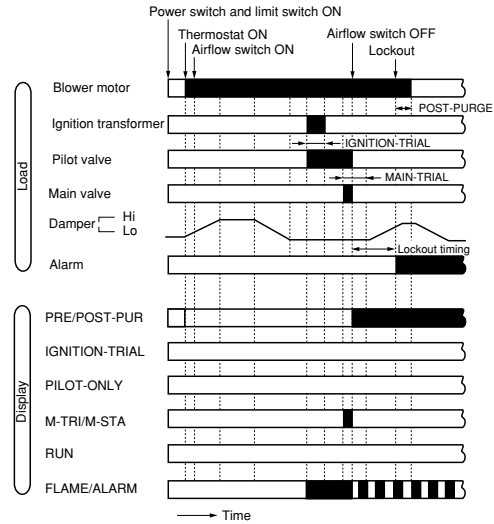 Power switch and limit switch ON
Thermostat ON
Airflow switch ON
Airflow switch OFF
Lockout
Load
Blower motor
POST-PURGE
Ignition transformer
IGNITION-TRIAL
Pilot valve
MAIN-TRIAL
Main valve
Damper
Hi
Lo
Lockout timing
Alarm
Display
PRE/POST-PUR
IGNITION-TRIAL
PILOT-ONLY
M-TRI/M-STA
RUN
FLAME/ALARM
Time